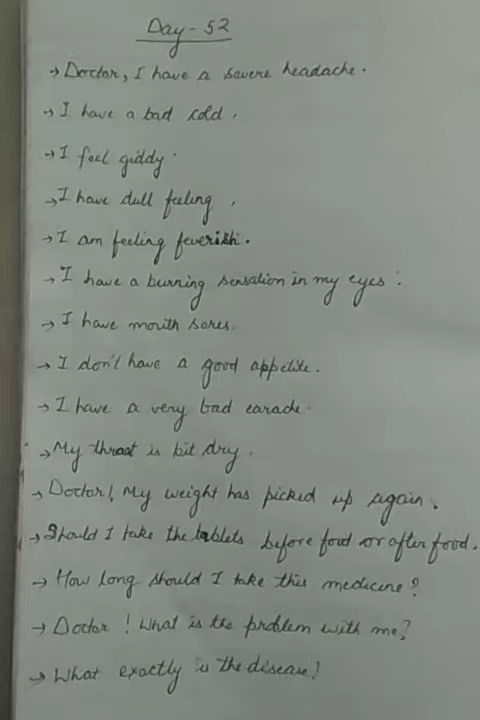 Day - 52
→ Doctor, I have a severe headache.
→ I have a bad cold.
→ I feel giddy.
→ I have dull feeling.
→ I am feeling feverish.
→ I have a burning sensation in my eyes.
→ I have mouth sores.
→ I don't have a good appetite.
→ I have a very bad earache.
→ My throat is bit dry.
→ Doctor! My weight has picked up again.
→ Should I take the tablets before food or after food.
→ How long should I take this medicine?
→ Doctor! What is the problem with me?
→ What exactly is the disease?